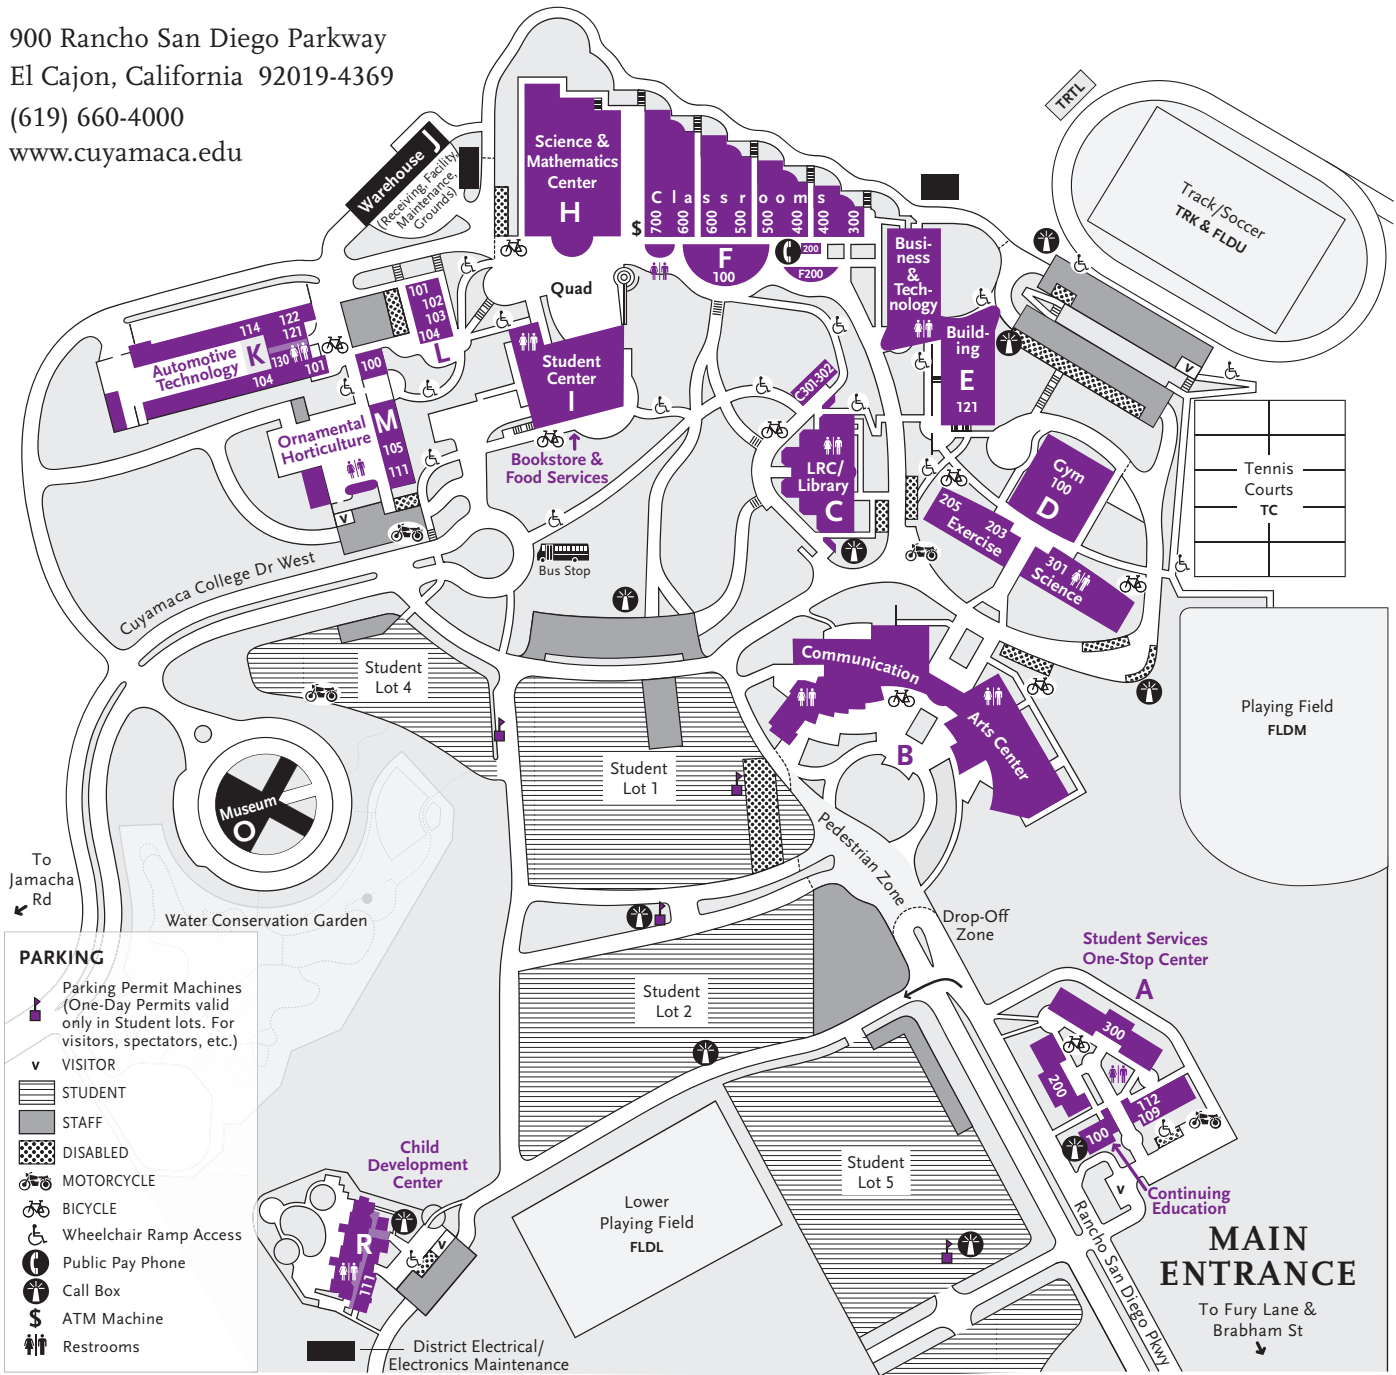 900 Rancho San Diego Parkway
El Cajon, California 92019-4369
(619) 660-4000
www.cuyamaca.edu
TRTL
Track/Soccer
TRK & FLDU
Warehouse J
(Receiving, Facility,
Maintenance,
Grounds)
Science &
Mathematics
Center
H
Classrooms
$
700
600
600
500
500
400
400
300
F
100
200
F200
Quad
Busi-
ness
&
Tech-
nology
Build-
ing
E
121
101
102
103
104
L
114
122
121
Automotive
Technology
K
130
101
104
100
M
105
111
Ornamental
Horticulture
V
Student
Center
I
Bookstore &
Food Services
C301-302
LRC/
Library
C
V
Gym
100
D
205
203
Exercise
301
Science
Tennis
Courts
TC
Bus Stop
Cuyamaca College Dr West
Student
Lot 4
Communication
Arts Center
B
Playing Field
FLDM
Student
Lot 1
Museum
O
Pedestrian Zone
To
Jamacha
Rd
Water Conservation Garden
Drop-Off
Zone
Student Services
One-Stop Center
A
300
200
112
109
100
V
Continuing
Education
Student
Lot 2
Student
Lot 5
Child
Development
Center
R
111
V
Lower
Playing Field
FLDL
Rancho San Diego Pkwy
MAIN
ENTRANCE
To Fury Lane &
Brabham St
District Electrical/
Electronics Maintenance
PARKING
Parking Permit Machines
(One-Day Permits valid
only in Student lots. For
visitors, spectators, etc.)
V VISITOR
STUDENT
STAFF
DISABLED
MOTORCYCLE
BICYCLE
Wheelchair Ramp Access
Public Pay Phone
Call Box
$ ATM Machine
Restrooms